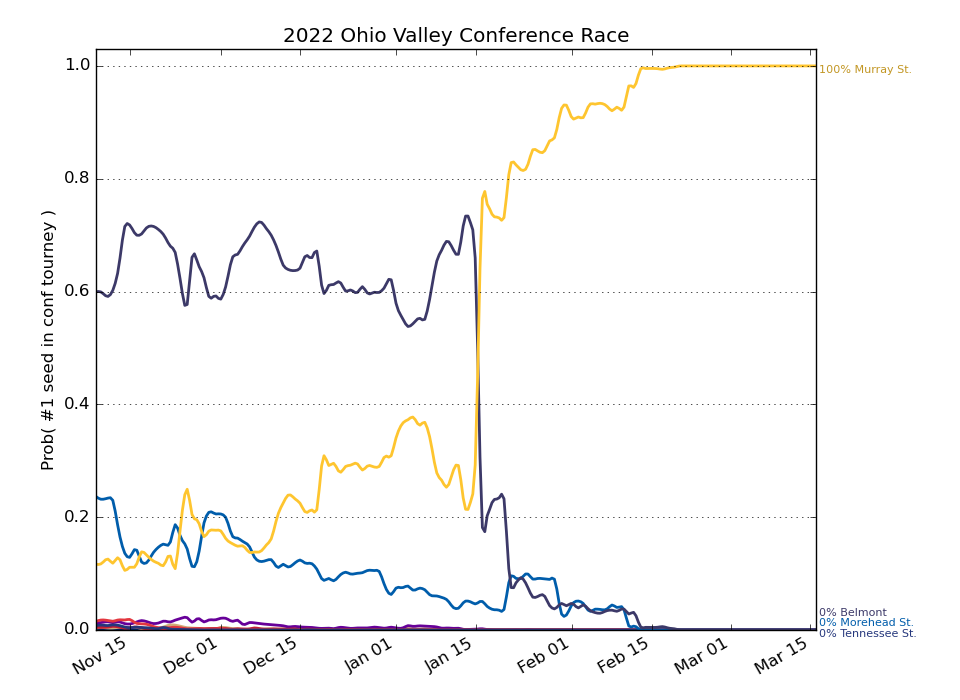 2022 Ohio Valley Conference Race
Prob( #1 seed in conf tourney )
1.0
0.8
0.6
0.4
0.2
0.0
Nov 15
Dec 01
Dec 15
Jan 01
Jan 15
Feb 01
Feb 15
Mar 01
Mar 15
100% Murray St.
0% Belmont
0% Morehead St.
0% Tennessee St.